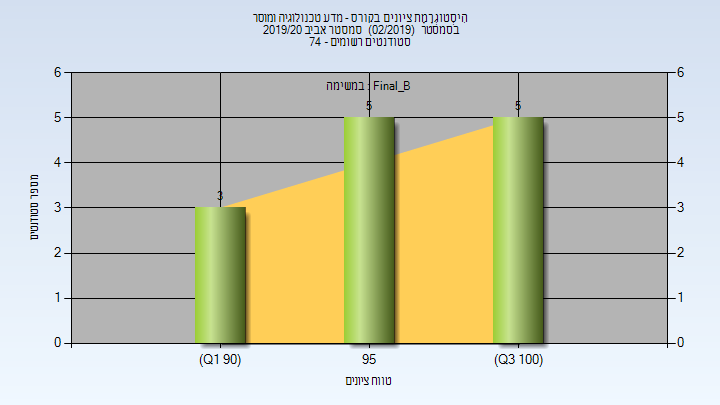 היסטוגרמת ציונים בקורס - מדע טכנולוגיה ומוסר
בסמסטר (02/2019) סמסטר אביב 2019/20
סטודנטים רשומים - 74
במשימה : Final_B
6 6
5 5
4 4
3 3
2 2
1 1
0 0
3 5 5
מספר סטודנטים
(Q1 90) 95 (Q3 100)
טווח ציונים